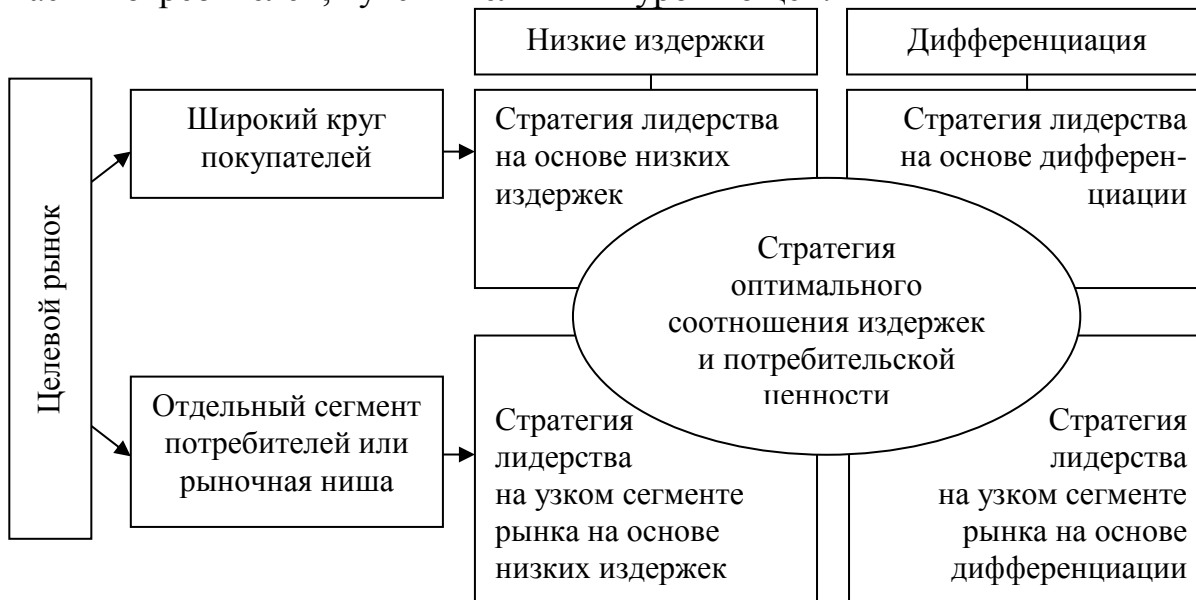 Низкие издержки
Дифференциация
Целевой рынок
Широкий круг
покупателей
Стратегия лидерства
на основе низких
издержек
Стратегия лидерства
на основе дифферен-
циации
Стратегия
оптимального
соотношения издержек
и потребительской
ценности
Отдельный сегмент
потребителей или
рыночная ниша
Стратегия
лидерства
на узком сегменте
рынка на основе
низких издержек
Стратегия
лидерства
на узком сегменте
рынка на основе
дифференциации